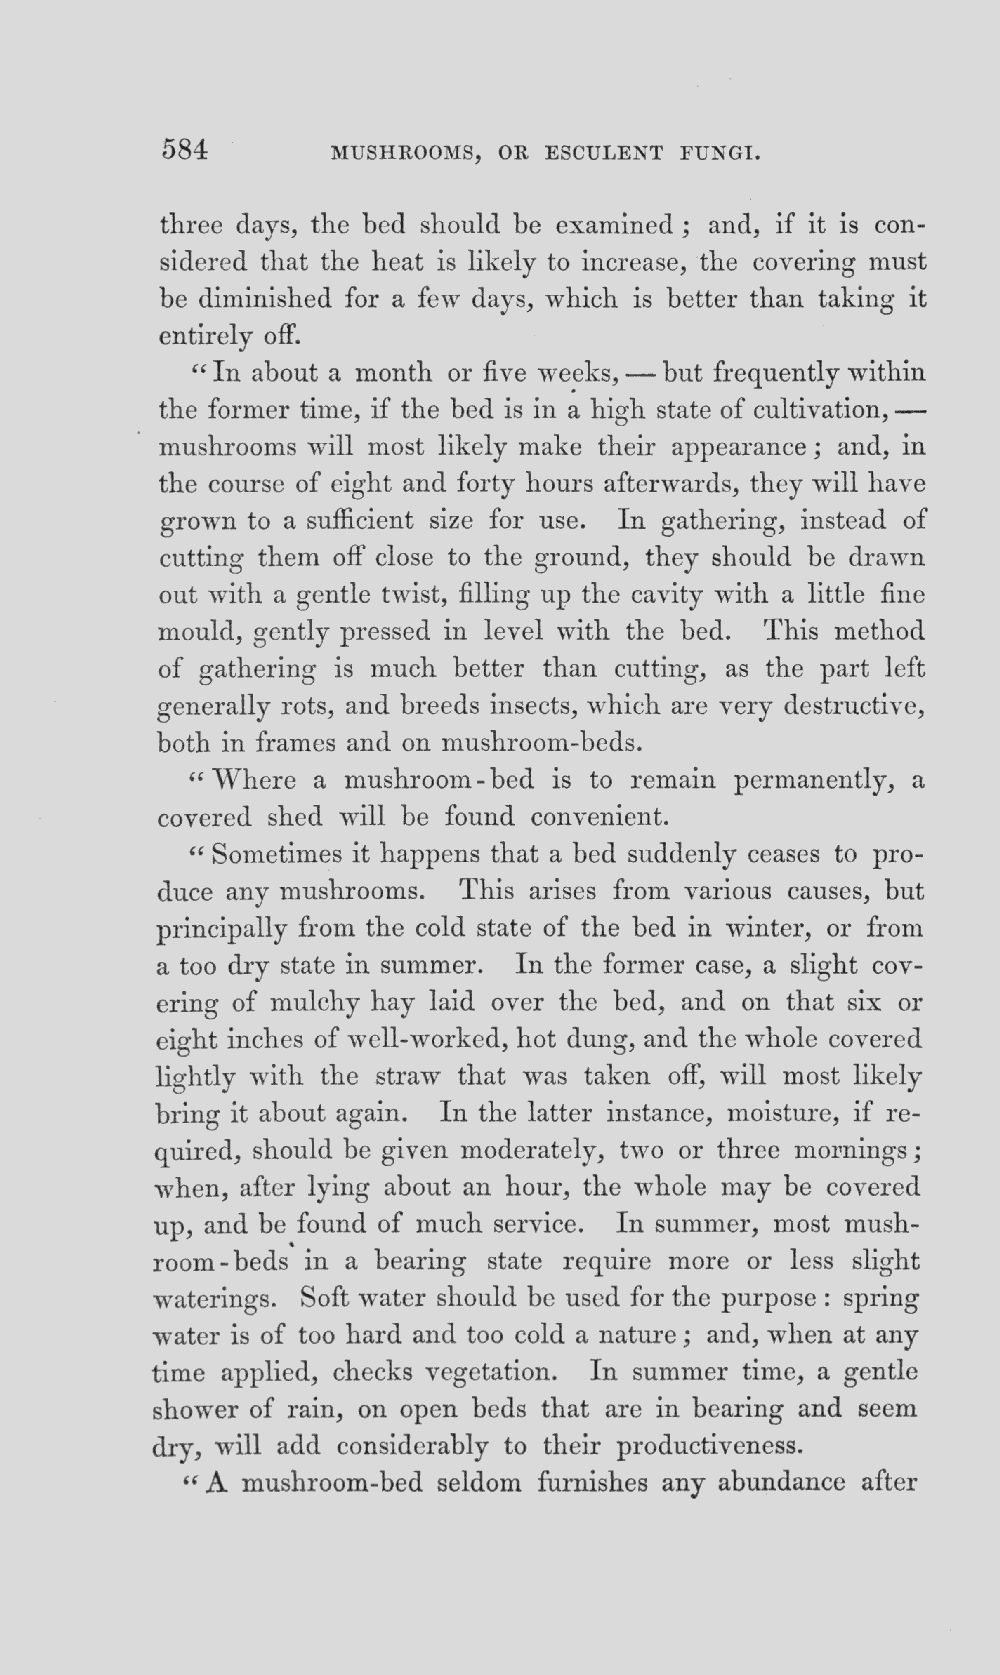 584 MUSHROOMS, OR ESCULENT FUNGI.
three days, the bed should be examined; and, if it is con-
sidered that the heat is likely to increase, the covering must
be diminished for a few days, which is better than taking it
entirely off.
"In about a month or five weeks, — but frequently within
the former time, if the bed is in a high state of cultivation, —
mushrooms will most likely make their appearance; and, in
the course of eight and forty hours afterwards, they will have
grown to a sufficient size for use. In gathering, instead of
cutting them off close to the ground, they should be drawn
out with a gentle twist, filling up the cavity with a little fine
mould, gently pressed in level with the bed. This method
of gathering is much better than cutting, as the part left
generally rots, and breeds insects, which are very destructive,
both in frames and on mushroom-beds.
"Where a mushroom-bed is to remain permanently, a
covered shed will be found convenient.
"Sometimes it happens that a bed suddenly ceases to pro-
duce any mushrooms. This arises from various causes, but
principally from the cold state of the bed in winter, or from
a too dry state in summer. In the former case, a slight cov-
ering of mulchy hay laid over the bed, and on that six or
eight inches of well-worked, hot dung, and the whole covered
lightly with the straw that was taken off, will most likely
bring it about again. In the latter instance, moisture, if re-
quired, should be given moderately, two or three mornings;
when, after lying about an hour, the whole may be covered
up, and be found of much service. In summer, most mush-
room-beds in a bearing state require more or less slight
waterings. Soft water should be used for the purpose: spring
water is of too hard and too cold a nature; and, when at any
time applied, checks vegetation. In summer time, a gentle
shower of rain, on open beds that are in bearing and seem
dry, will add considerably to their productiveness.
"A mushroom-bed seldom furnishes any abundance after